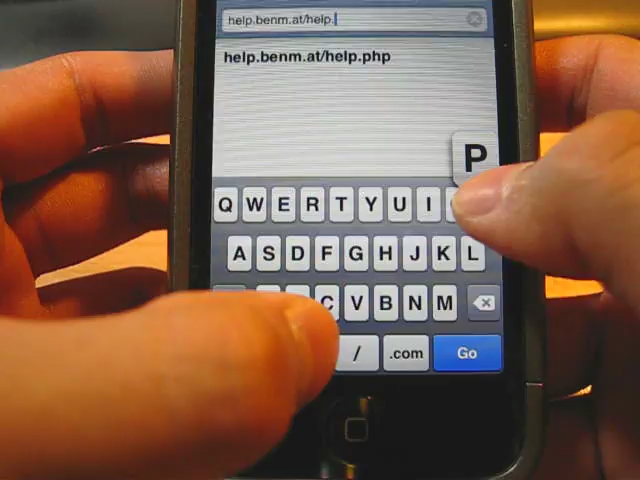 help.benm.at/help.
help.benm.at/help.php
P
Q W E R T Y U I
A S D F G H J K L
C V B N M
/ .com Go